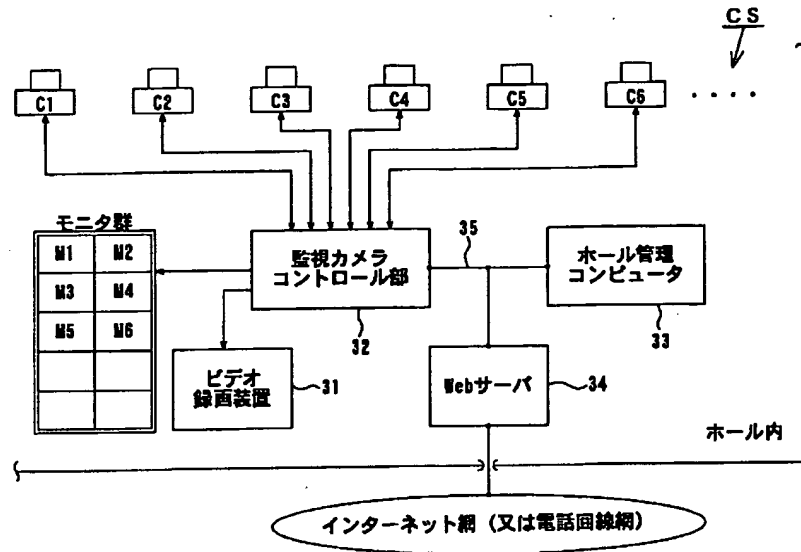 CS
C1 C2 C3 C4 C5 C6 ・・・・
モニタ群
M1 M2
M3 M4
M5 M6
監視カメラ
コントロール部
32
35
ホール管理
コンピュータ
33
ビデオ
録画装置
31
Webサーバ
34
ホール内
インターネット網(又は電話回線網)